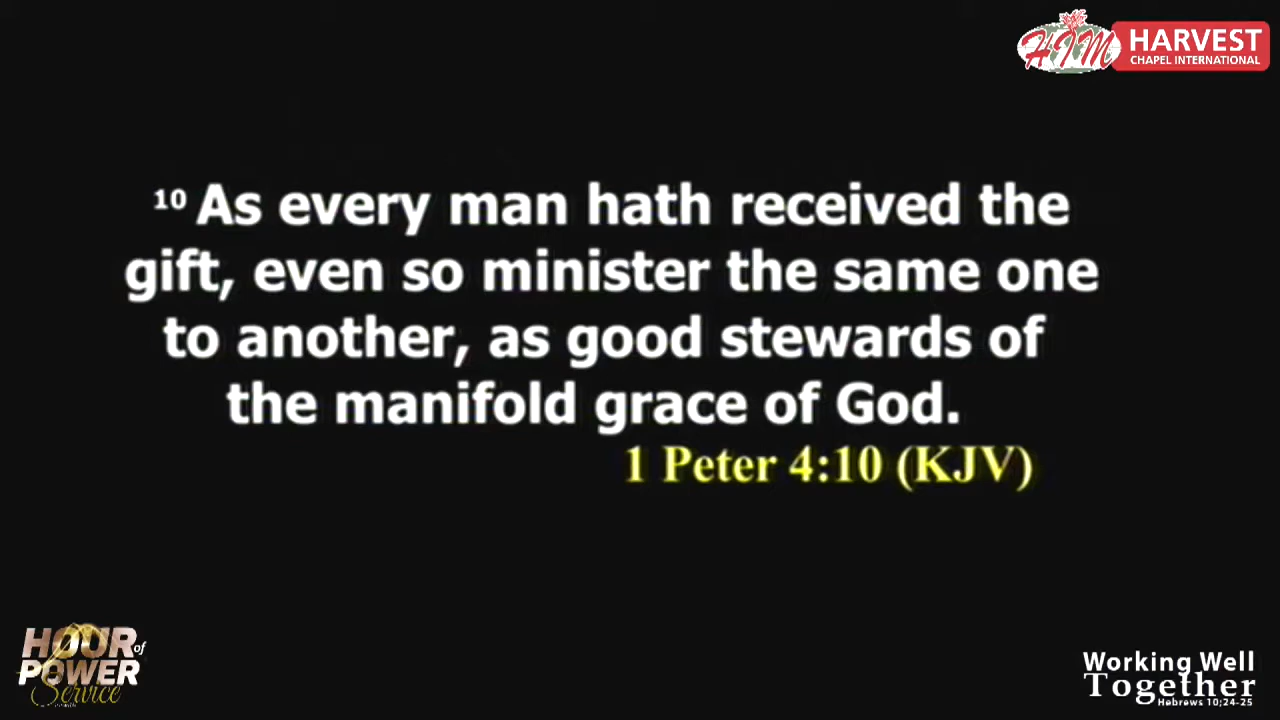 HIM HARVEST
CHAPEL INTERNATIONAL
10 As every man hath received the
gift, even so minister the same one
to another, as good stewards of
the manifold grace of God.
1 Peter 4:10 (KJV)
HOUR of
POWER
Service
Working Well
Together
Hebrews 10;24-25